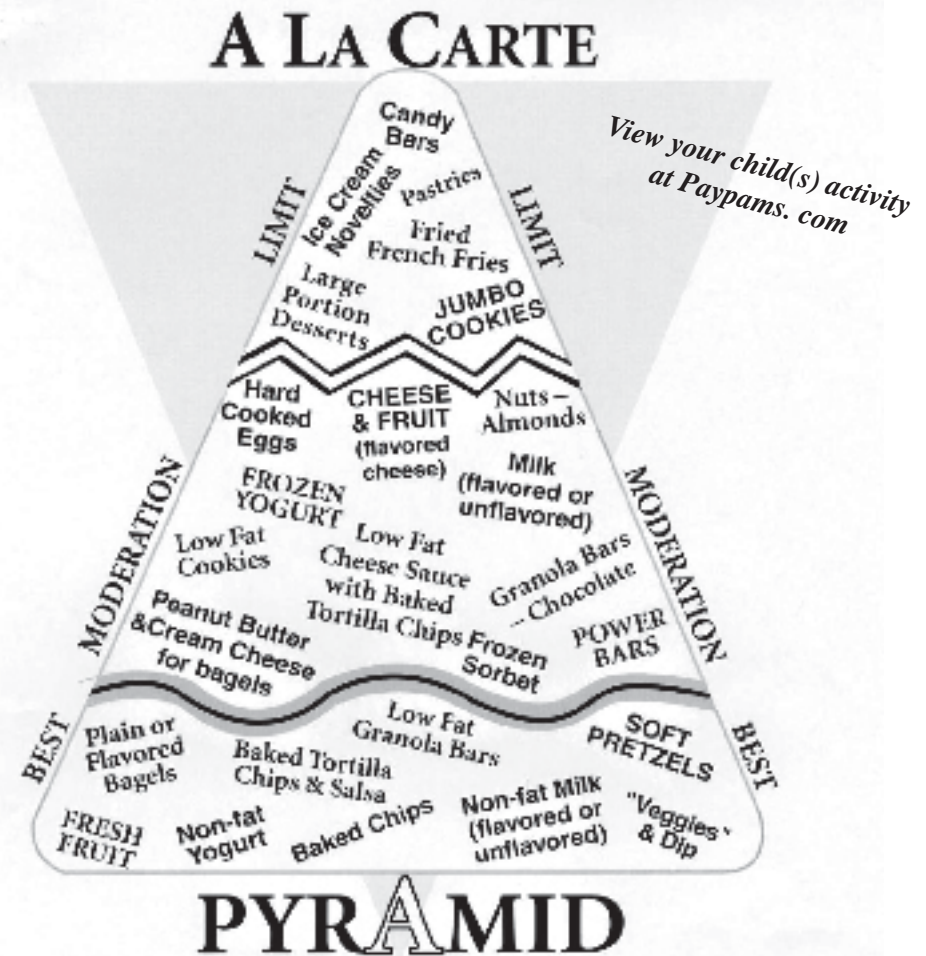 A LA CARTE
View your child(s) activity
at Paypams. com
Candy
Bars
Ice Cream
Novelties
Pastries
LIMIT
LIMIT
Fried
French Fries
Large
Portion
Desserts
JUMBO
COOKIES
Hard
Cooked
Eggs
CHEESE
& FRUIT
(flavored
cheese)
Nuts –
Almonds
Milk
(flavored or
unflavored)
FROZEN
YOGURT
MODERATION
MODERATION
Low Fat
Cookies
Low Fat
Cheese Sauce
with Baked
Tortilla Chips
Granola Bars
– Chocolate
Peanut Butter
&Cream Cheese
for bagels
Frozen
Sorbet
POWER
BARS
BEST
BEST
Plain or
Flavored
Bagels
Baked Tortilla
Chips & Salsa
Low Fat
Granola Bars
SOFT
PRETZELS
FRESH
FRUIT
Non-fat
Yogurt
Baked Chips
Non-fat Milk
(flavored or
unflavored)
"Veggies"
& Dip
PYRAMID